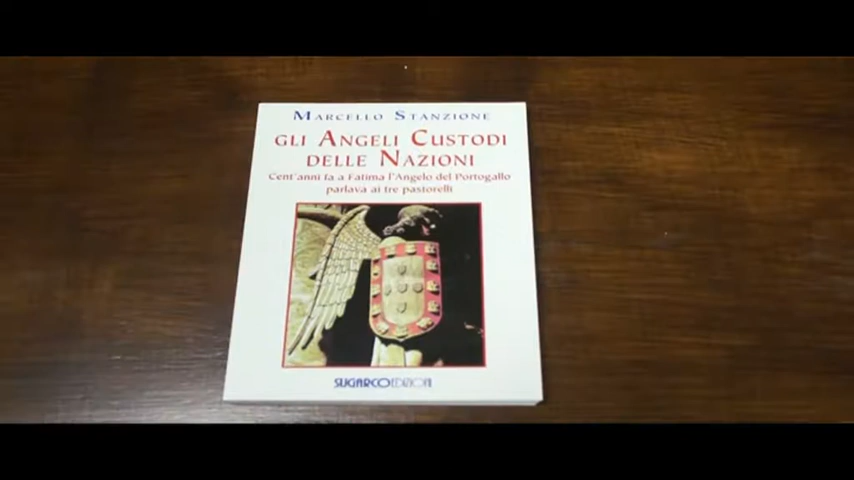 MARCELLO STANZIONE
GLI ANGELI CUSTODI
DELLE NAZIONI
Cent'anni fa a Fatima l'Angelo del Portogallo
parlava ai tre pastorelli
SUGARCOEDIZIONI